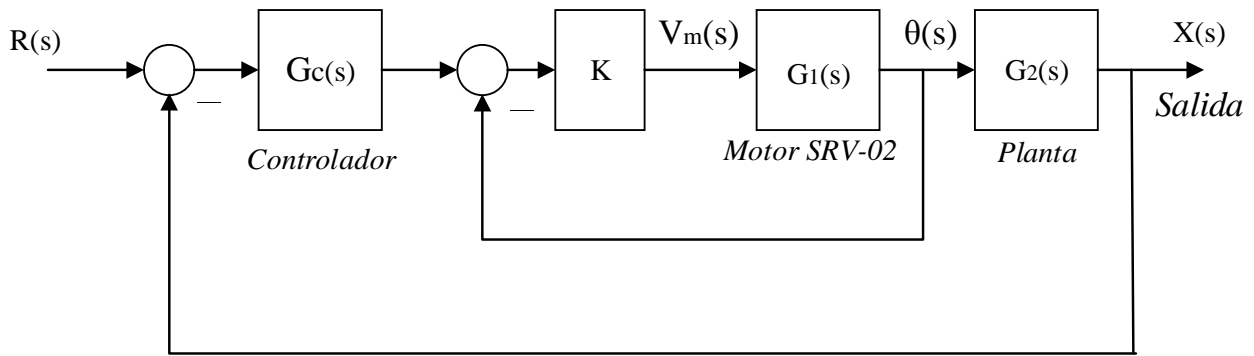 R(s)
Gc(s)
Controlador
K
Vm(s)
G1(s)
Motor SRV-02
θ(s)
G2(s)
Planta
X(s)
Salida